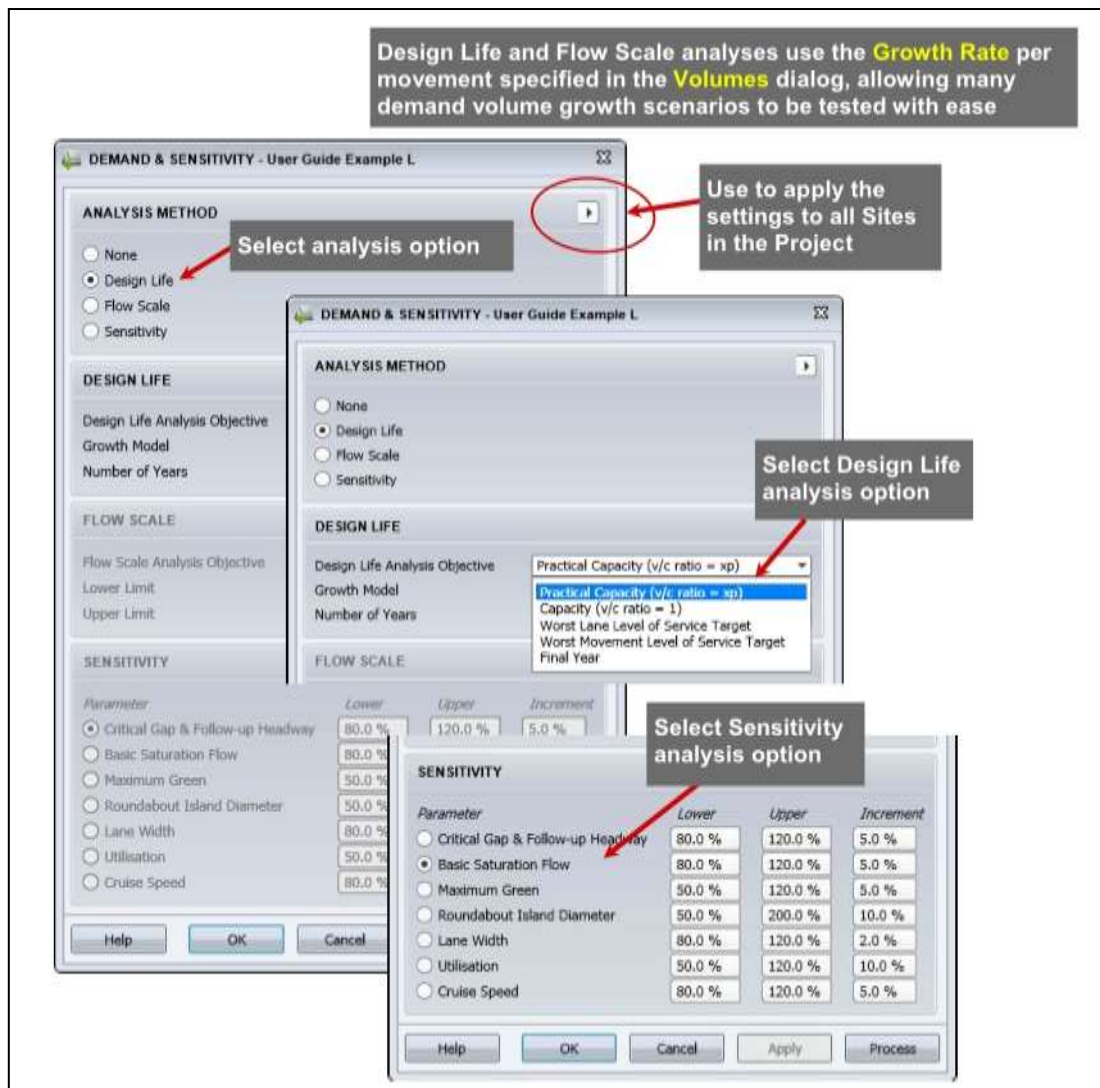 Design Life and Flow Scale analyses use the Growth Rate per
movement specified in the Volumes dialog, allowing many
demand volume growth scenarios to be tested with ease
DEMAND & SENSITIVITY - User Guide Example L
ANALYSIS METHOD
Use to apply the
settings to all Sites
in the Project
Select analysis option
None
Design Life
Flow Scale
Sensitivity
DESIGN LIFE
Design Life Analysis Objective
Growth Model
Number of Years
FLOW SCALE
Flow Scale Analysis Objective
Lower Limit
Upper Limit
SENSITIVITY
Parameter Lower Upper Increment
Critical Gap & Follow-up Headway 80.0 % 120.0 % 5.0 %
Basic Saturation Flow 80.0 %
Maximum Green 50.0 %
Roundabout Island Diameter 50.0 %
Lane Width 80.0 %
Utilisation 50.0 %
Cruise Speed 80.0 %
Help OK Cancel
DEMAND & SENSITIVITY - User Guide Example L
ANALYSIS METHOD
None
Design Life
Flow Scale
Sensitivity
Select Design Life
analysis option
DESIGN LIFE
Design Life Analysis Objective Practical Capacity (v/c ratio = xp)
Growth Model
Number of Years
Practical Capacity (v/c ratio = xp)
Capacity (v/c ratio = 1)
Worst Lane Level of Service Target
Worst Movement Level of Service Target
Final Year
FLOW SCALE
Select Sensitivity
analysis option
SENSITIVITY
Parameter Lower Upper Increment
Critical Gap & Follow-up Headway 80.0 % 120.0 % 5.0 %
Basic Saturation Flow 80.0 % 120.0 % 5.0 %
Maximum Green 50.0 % 120.0 % 5.0 %
Roundabout Island Diameter 50.0 % 200.0 % 10.0 %
Lane Width 80.0 % 120.0 % 2.0 %
Utilisation 50.0 % 120.0 % 10.0 %
Cruise Speed 80.0 % 120.0 % 5.0 %
Help OK Cancel Apply Process